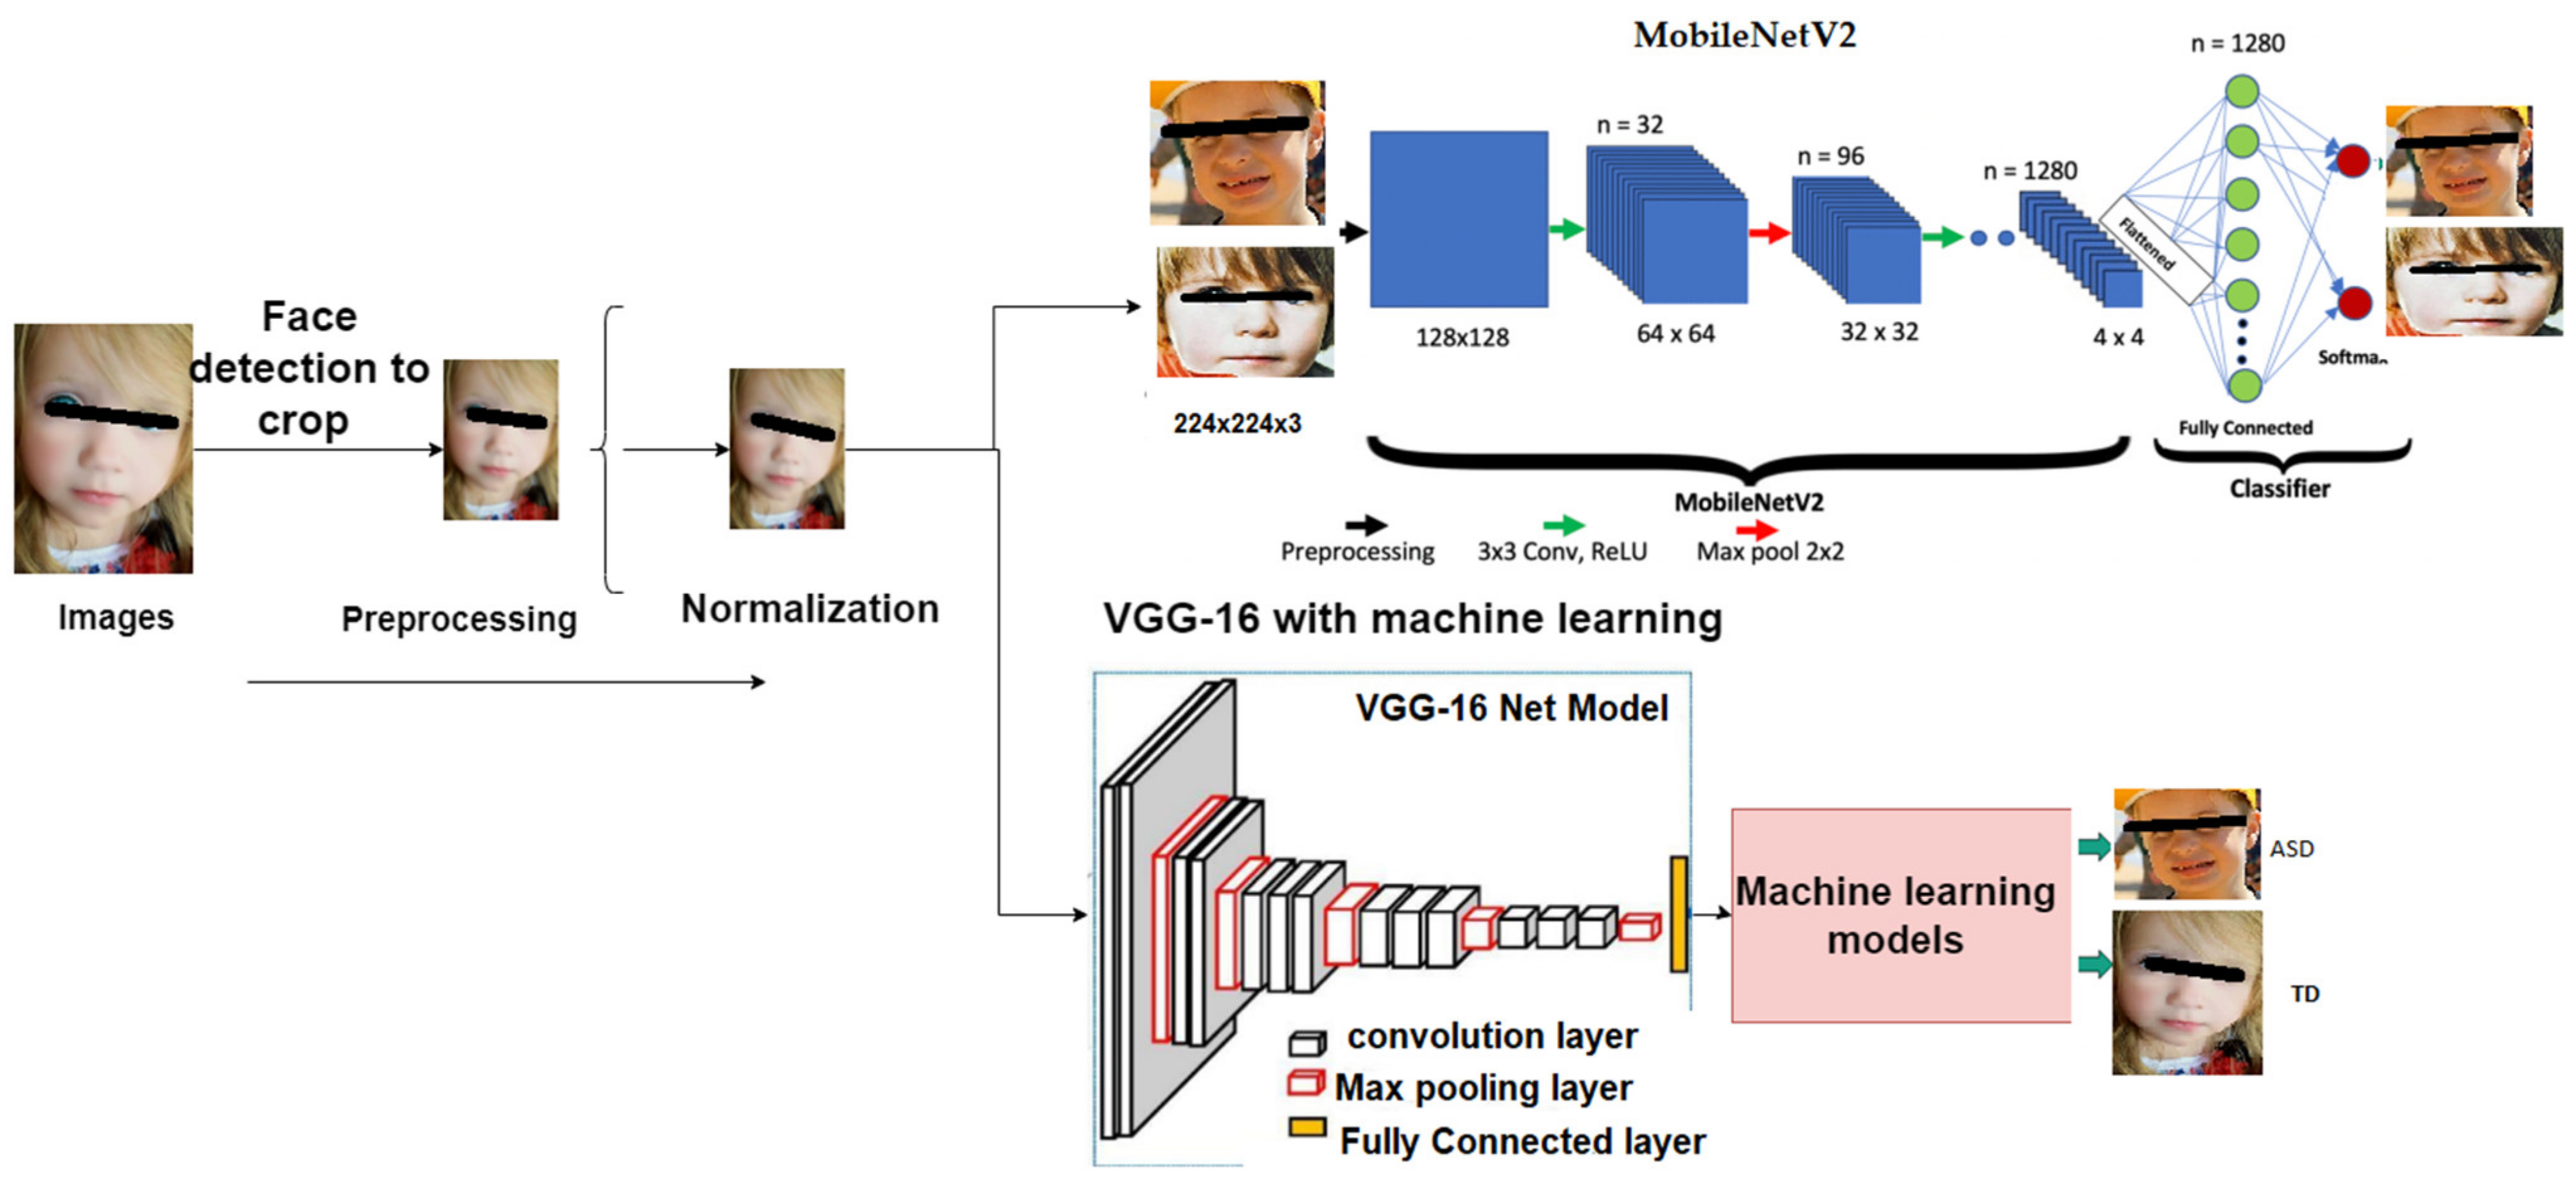 MobileNetV2
n = 1280
n = 32
n = 96
n = 1280
Flattened
Face
detection to
crop
128x128
64 x 64
32 x 32
4 x 4
224x224x3
Fully Connected
MobileNetV2
Classifier
Preprocessing
3x3 Conv, ReLU
Max pool 2x2
Images
Preprocessing
Normalization
VGG-16 with machine learning
VGG-16 Net Model
Machine learning
models
ASD
TD
convolution layer
Max pooling layer
Fully Connected layer